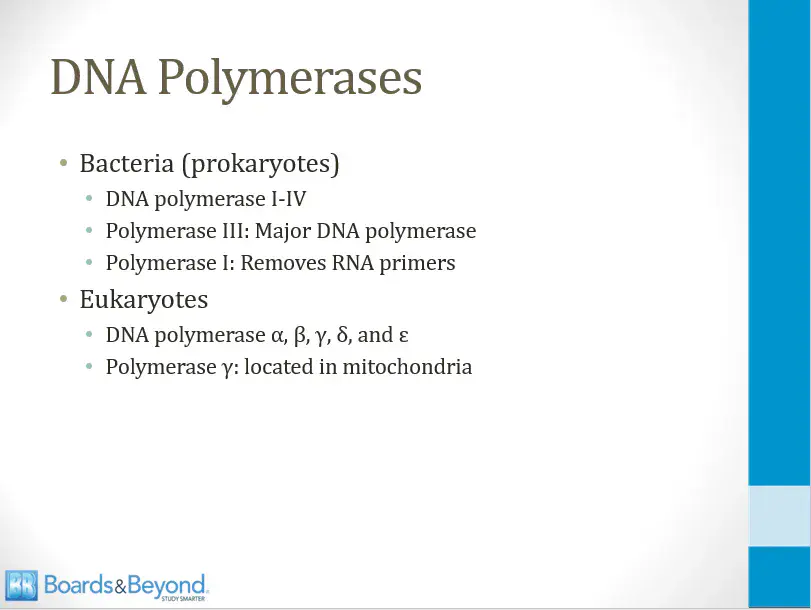 DNA Polymerases
• Bacteria (prokaryotes)
• DNA polymerase I-IV
• Polymerase III: Major DNA polymerase
• Polymerase I: Removes RNA primers
• Eukaryotes
• DNA polymerase α, β, γ, δ, and ε
• Polymerase γ: located in mitochondria
BB Boards&Beyond.
STUDY SMARTER